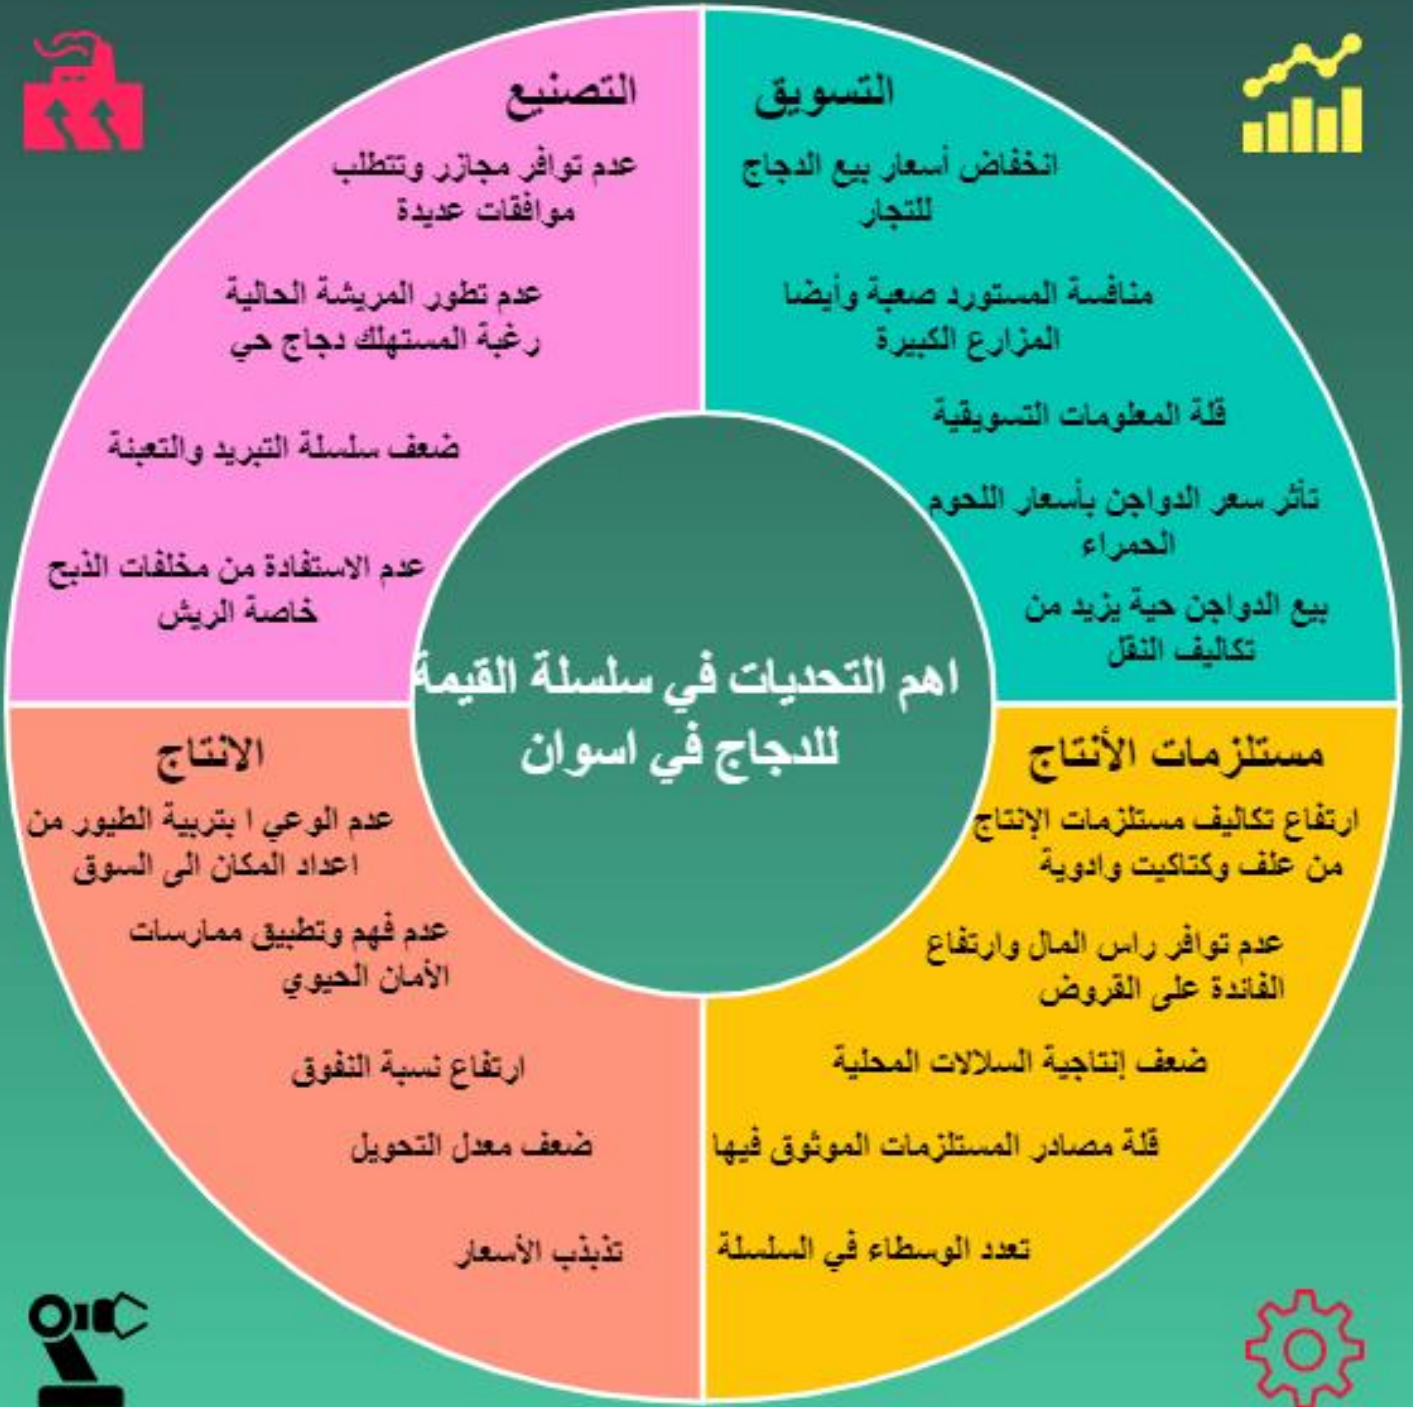 التسويق
انخفاض أسعار بيع الدجاج
للتجار
منافسة المستورد صعبة وأيضا
المزارع الكبيرة
قلة المعلومات التسويقية
تأثر سعر الدواجن بأسعار اللحوم
الحمراء
بيع الدواجن حية يزيد من
تكاليف النقل
التصنيع
عدم توافر مجازر وتتطلب
موافقات عديدة
عدم تطور المريشة الحالية
رغبة المستهلك دجاج حي
ضعف سلسلة التبريد والتعبئة
عدم الاستفادة من مخلفات الذبح
خاصة الريش
اهم التحديات في سلسلة القيمة
للدجاج في اسوان
مستلزمات الأنتاج
ارتفاع تكاليف مستلزمات الإنتاج
من علف وكتاكيت وادوية
عدم توافر راس المال وارتفاع
الفائدة على القروض
ضعف إنتاجية السلالات المحلية
قلة مصادر المستلزمات الموثوق فيها
تعدد الوسطاء في السلسلة
الانتاج
عدم الوعي ا بتربية الطيور من
اعداد المكان الى السوق
عدم فهم وتطبيق ممارسات
الأمان الحيوي
ارتفاع نسبة النفوق
ضعف معدل التحويل
تذبذب الأسعار